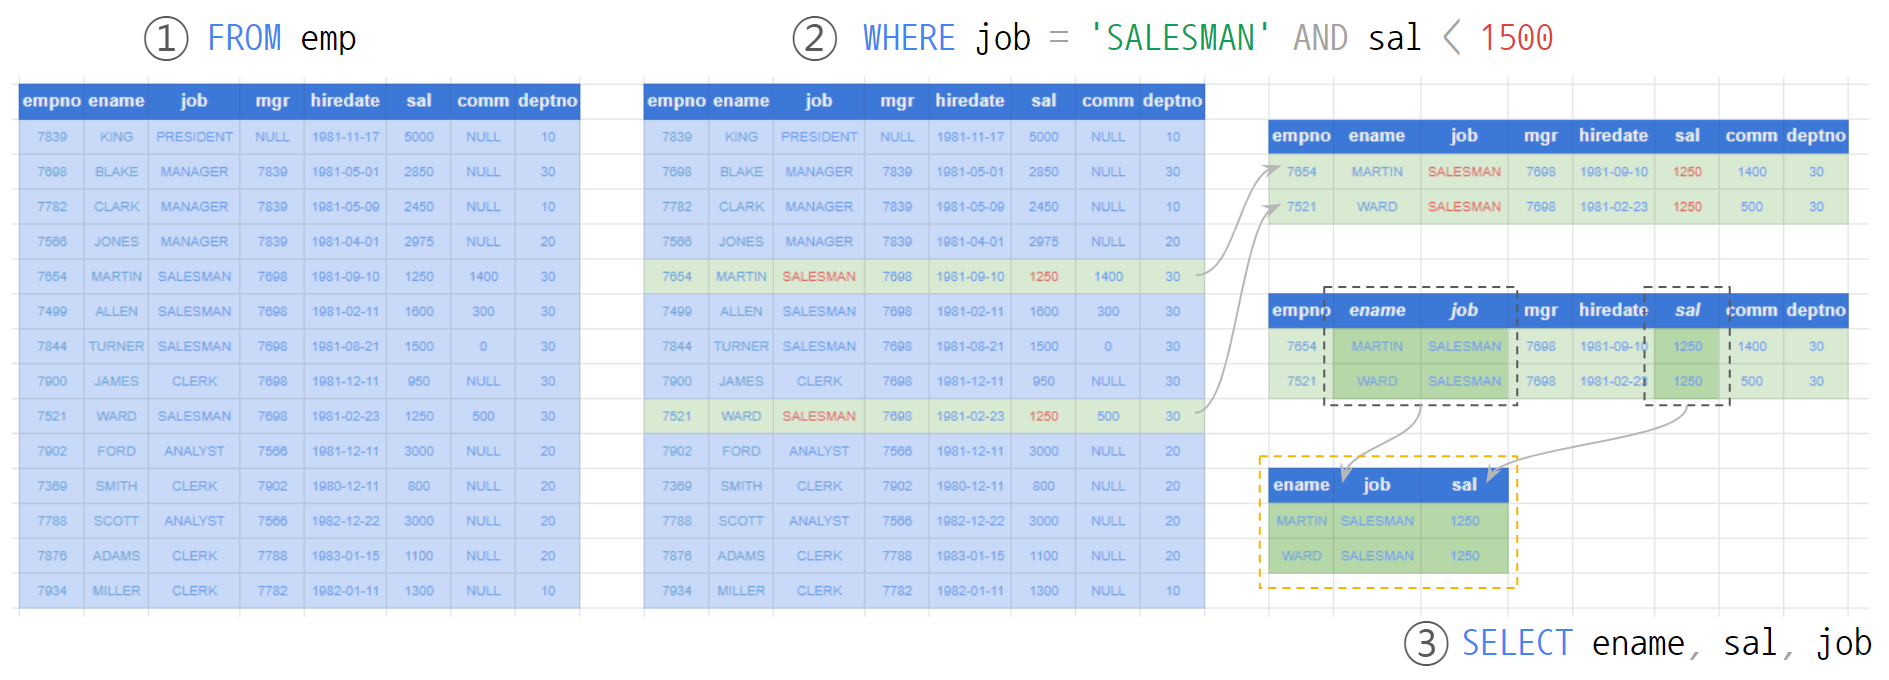 ① FROM emp
② WHERE job = 'SALESMAN' AND sal < 1500
empno ename job mgr hiredate sal comm deptno
7839 KING PRESIDENT NULL 1981-11-17 5000 NULL 10
7698 BLAKE MANAGER 7839 1981-05-01 2850 NULL 30
7782 CLARK MANAGER 7839 1981-05-09 2450 NULL 10
7566 JONES MANAGER 7839 1981-04-01 2975 NULL 20
7654 MARTIN SALESMAN 7698 1981-09-10 1250 1400 30
7499 ALLEN SALESMAN 7698 1981-02-11 1600 300 30
7844 TURNER SALESMAN 7698 1981-08-21 1500 0 30
7900 JAMES CLERK 7698 1981-12-11 950 NULL 30
7521 WARD SALESMAN 7698 1981-02-23 1250 500 30
7902 FORD ANALYST 7566 1981-12-11 3000 NULL 20
7369 SMITH CLERK 7902 1980-12-11 800 NULL 20
7788 SCOTT ANALYST 7566 1982-12-22 3000 NULL 20
7876 ADAMS CLERK 7788 1983-01-15 1100 NULL 20
7934 MILLER CLERK 7782 1982-01-11 1300 NULL 10
empno ename job mgr hiredate sal comm deptno
7839 KING PRESIDENT NULL 1981-11-17 5000 NULL 10
7698 BLAKE MANAGER 7839 1981-05-01 2850 NULL 30
7782 CLARK MANAGER 7839 1981-05-09 2450 NULL 10
7566 JONES MANAGER 7839 1981-04-01 2975 NULL 20
7654 MARTIN SALESMAN 7698 1981-09-10 1250 1400 30
7499 ALLEN SALESMAN 7698 1981-02-11 1600 300 30
7844 TURNER SALESMAN 7698 1981-08-21 1500 0 30
7900 JAMES CLERK 7698 1981-12-11 950 NULL 30
7521 WARD SALESMAN 7698 1981-02-23 1250 500 30
7902 FORD ANALYST 7566 1981-12-11 3000 NULL 20
7369 SMITH CLERK 7902 1980-12-11 800 NULL 20
7788 SCOTT ANALYST 7566 1982-12-22 3000 NULL 20
7876 ADAMS CLERK 7788 1983-01-15 1100 NULL 20
7934 MILLER CLERK 7782 1982-01-11 1300 NULL 10
empno ename job mgr hiredate sal comm deptno
7654 MARTIN SALESMAN 7698 1981-09-10 1250 1400 30
7521 WARD SALESMAN 7698 1981-02-23 1250 500 30
empno ename job mgr hiredate sal comm deptno
7654 MARTIN SALESMAN 7698 1981-09-10 1250 1400 30
7521 WARD SALESMAN 7698 1981-02-23 1250 500 30
ename job sal
MARTIN SALESMAN 1250
WARD SALESMAN 1250
③ SELECT ename, sal, job